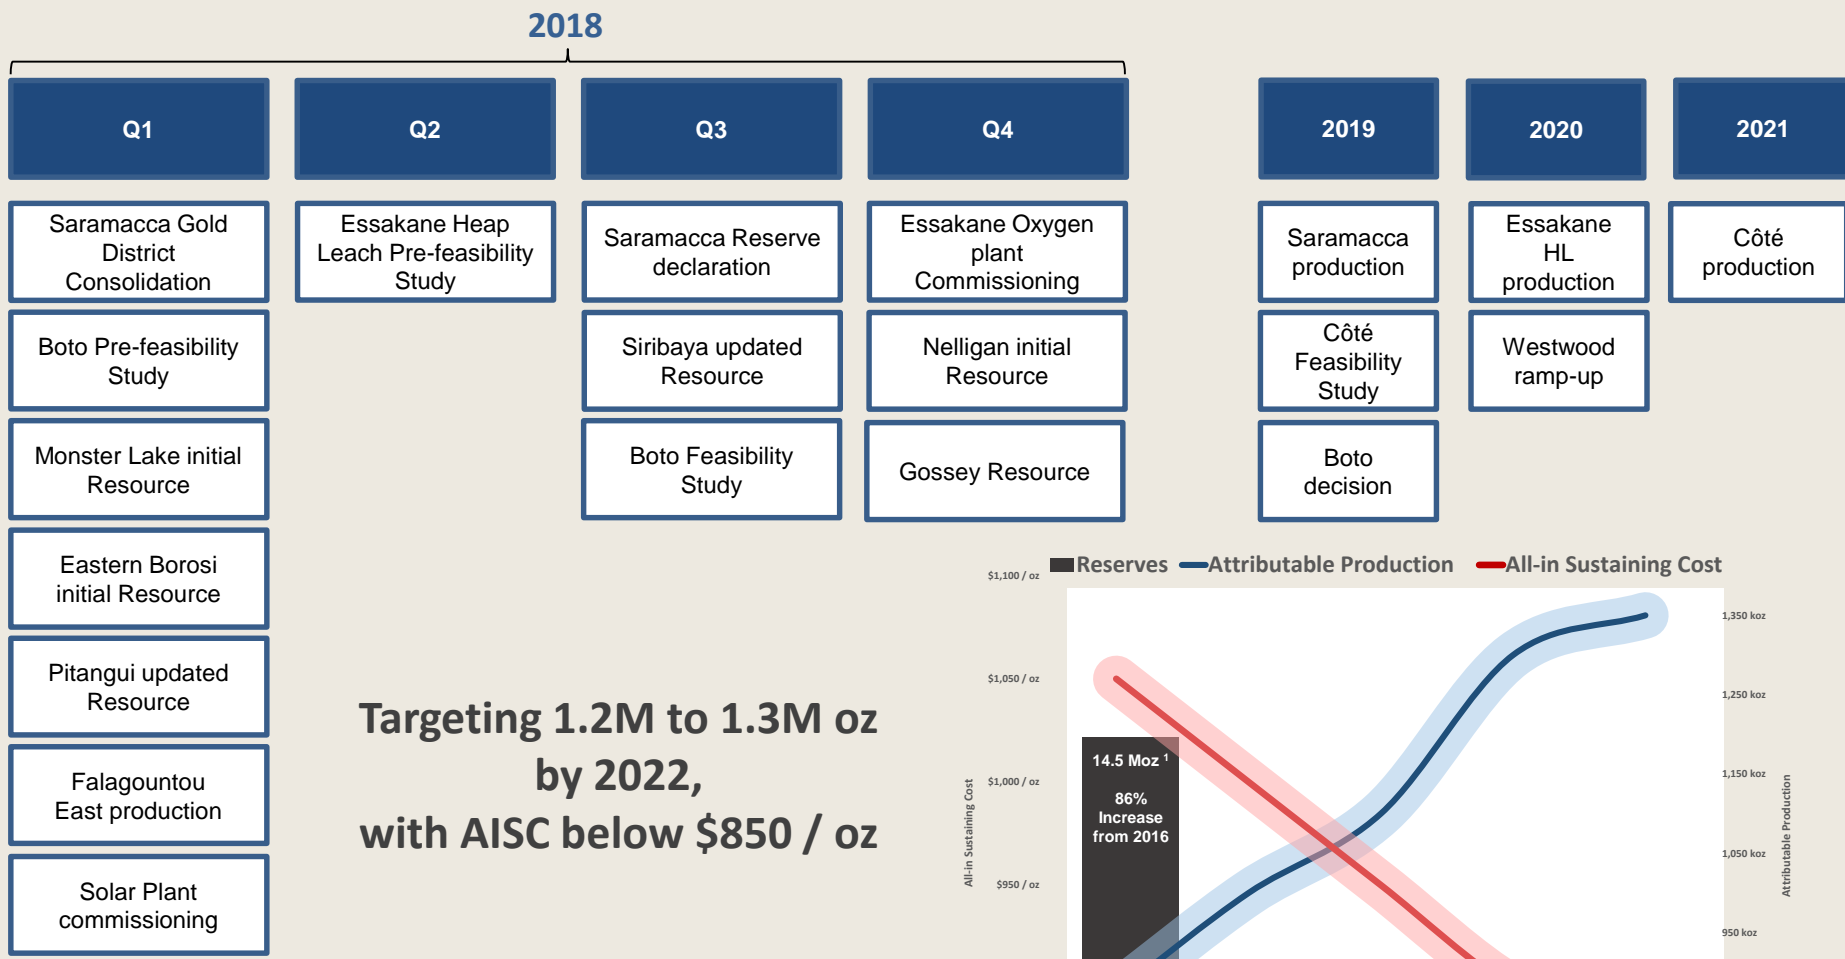 2018
Q1
Q2
Q3
Q4
2019
2020
2021
Saramacca Gold
District
Consolidation
Boto Pre-feasibility
Study
Monster Lake initial
Resource
Eastern Borosi
initial Resource
Pitangui updated
Resource
Falagountou
East production
Solar Plant
commissioning
Essakane Heap
Leach Pre-feasibility
Study
Saramacca Reserve
declaration
Siribaya updated
Resource
Boto Feasibility
Study
Essakane Oxygen
plant
Commissioning
Nelligan initial
Resource
Gossey Resource
Saramacca
production
Côté
Feasibility
Study
Boto
decision
Essakane
HL
production
Westwood
ramp-up
Côté
production
Targeting 1.2M to 1.3M oz
by 2022,
with AISC below $850 / oz
Reserves Attributable Production All-in Sustaining Cost
$1,100 / oz
$1,050 / oz
$1,000 / oz
$950 / oz
All-in Sustaining Cost
14.5 Moz ¹
86%
Increase
from 2016
1,350 koz
1,250 koz
1,150 koz
1,050 koz
950 koz
Attributable Production